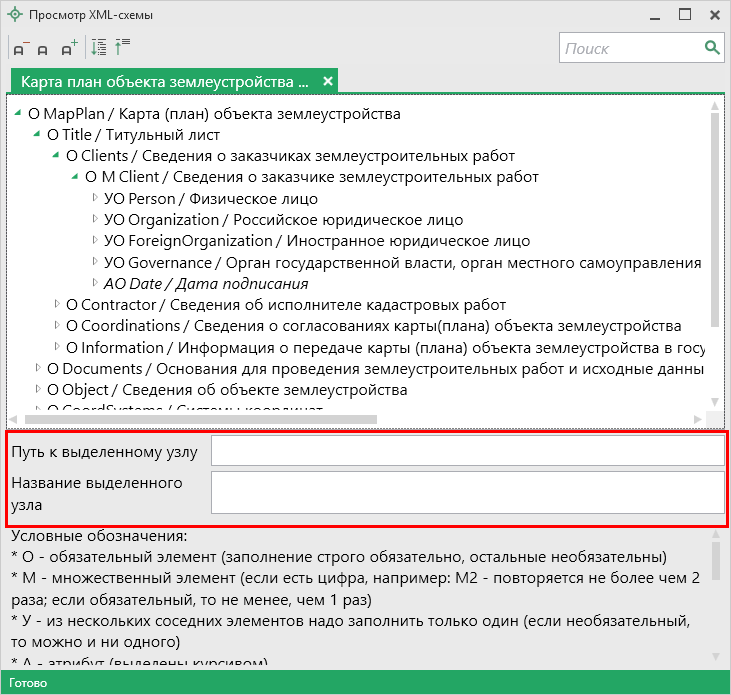 Просмотр XML-схемы
Поиск
Карта план объекта землеустройства ...
О MapPlan / Карта (план) объекта землеустройства
О Title / Титульный лист
О Clients / Сведения о заказчиках землеустроительных работ
О М Client / Сведения о заказчике землеустроительных работ
УО Person / Физическое лицо
УО Organization / Российское юридическое лицо
УО ForeignOrganization / Иностранное юридическое лицо
УО Governance / Орган государственной власти, орган местного самоуправления
АО Date / Дата подписания
О Contractor / Сведения об исполнителе кадастровых работ
О Coordinations / Сведения о согласованиях карты(плана) объекта землеустройства
О Information / Информация о передаче карты (плана) объекта землеустройства в госу
О Documents / Основания для проведения землеустроительных работ и исходные данны
О Object / Сведения об объекте землеустройства
О CoordSystems / Системы координат
Путь к выделенному узлу
Название выделенного
узла
Условные обозначения:
* О - обязательный элемент (заполнение строго обязательно, остальные необязательны)
* М - множественный элемент (если есть цифра, например: М2 - повторяется не более чем 2
раза; если обязательный, то не менее, чем 1 раз)
* У - из нескольких соседних элементов надо заполнить только один (если необязательный,
то можно и ни одного)
* А - атрибут (выделены курсивом)
Готово